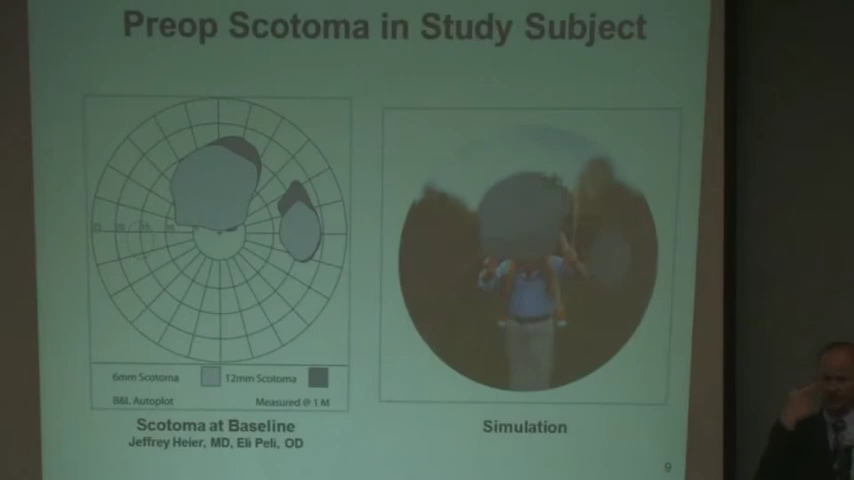 Preop Scotoma in Study Subject
6mm Scotoma
12mm Scotoma
B&L Autoplot
Measured @ 1 M
Scotoma at Baseline
Jeffrey Heier, MD, Eli Peli, OD
Simulation
9